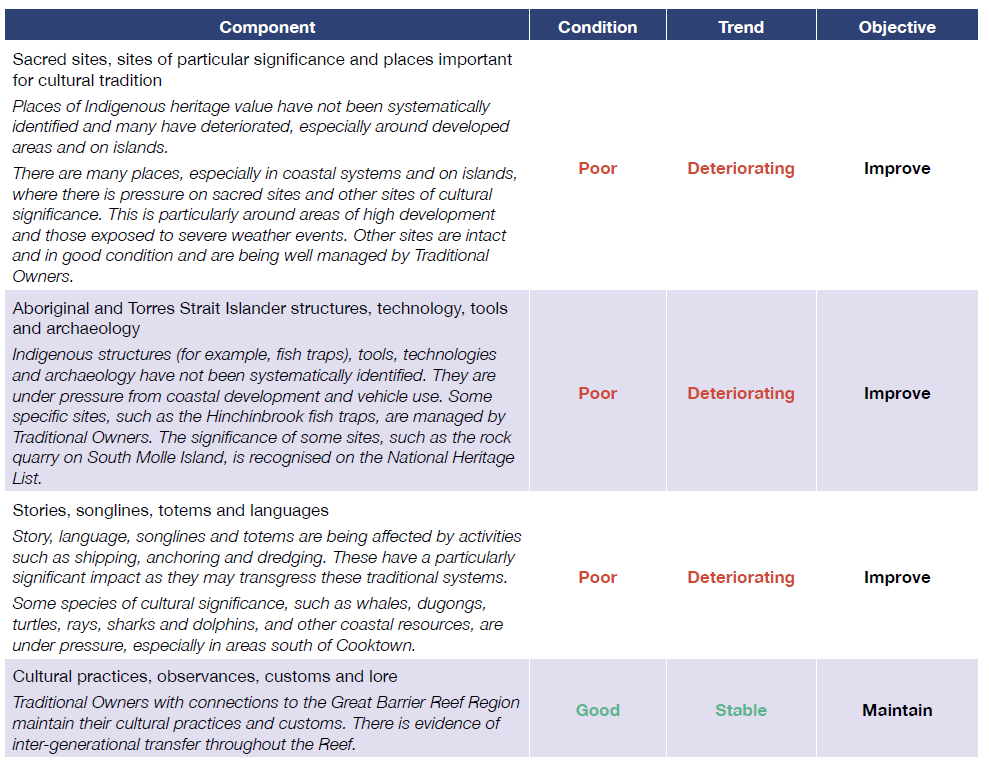 Component Condition Trend Objective
Sacred sites, sites of particular significance and places important
for cultural tradition
Places of Indigenous heritage value have not been systematically
identified and many have deteriorated, especially around developed
areas and on islands.
There are many places, especially in coastal systems and on islands,
where there is pressure on sacred sites and other sites of cultural
significance. This is particularly around areas of high development
and those exposed to severe weather events. Other sites are intact
and in good condition and are being well managed by Traditional
Owners.
Poor Deteriorating Improve
Aboriginal and Torres Strait Islander structures, technology, tools
and archaeology
Indigenous structures (for example, fish traps), tools, technologies
and archaeology have not been systematically identified. They are
under pressure from coastal development and vehicle use. Some
specific sites, such as the Hinchinbrook fish traps, are managed by
Traditional Owners. The significance of some sites, such as the rock
quarry on South Molle Island, is recognised on the National Heritage
List.
Poor Deteriorating Improve
Stories, songlines, totems and languages
Story, language, songlines and totems are being affected by activities
such as shipping, anchoring and dredging. These have a particularly
significant impact as they may transgress these traditional systems.
Some species of cultural significance, such as whales, dugongs,
turtles, rays, sharks and dolphins, and other coastal resources, are
under pressure, especially in areas south of Cooktown.
Poor Deteriorating Improve
Cultural practices, observances, customs and lore
Traditional Owners with connections to the Great Barrier Reef Region
maintain their cultural practices and customs. There is evidence of
inter-generational transfer throughout the Reef.
Good Stable Maintain